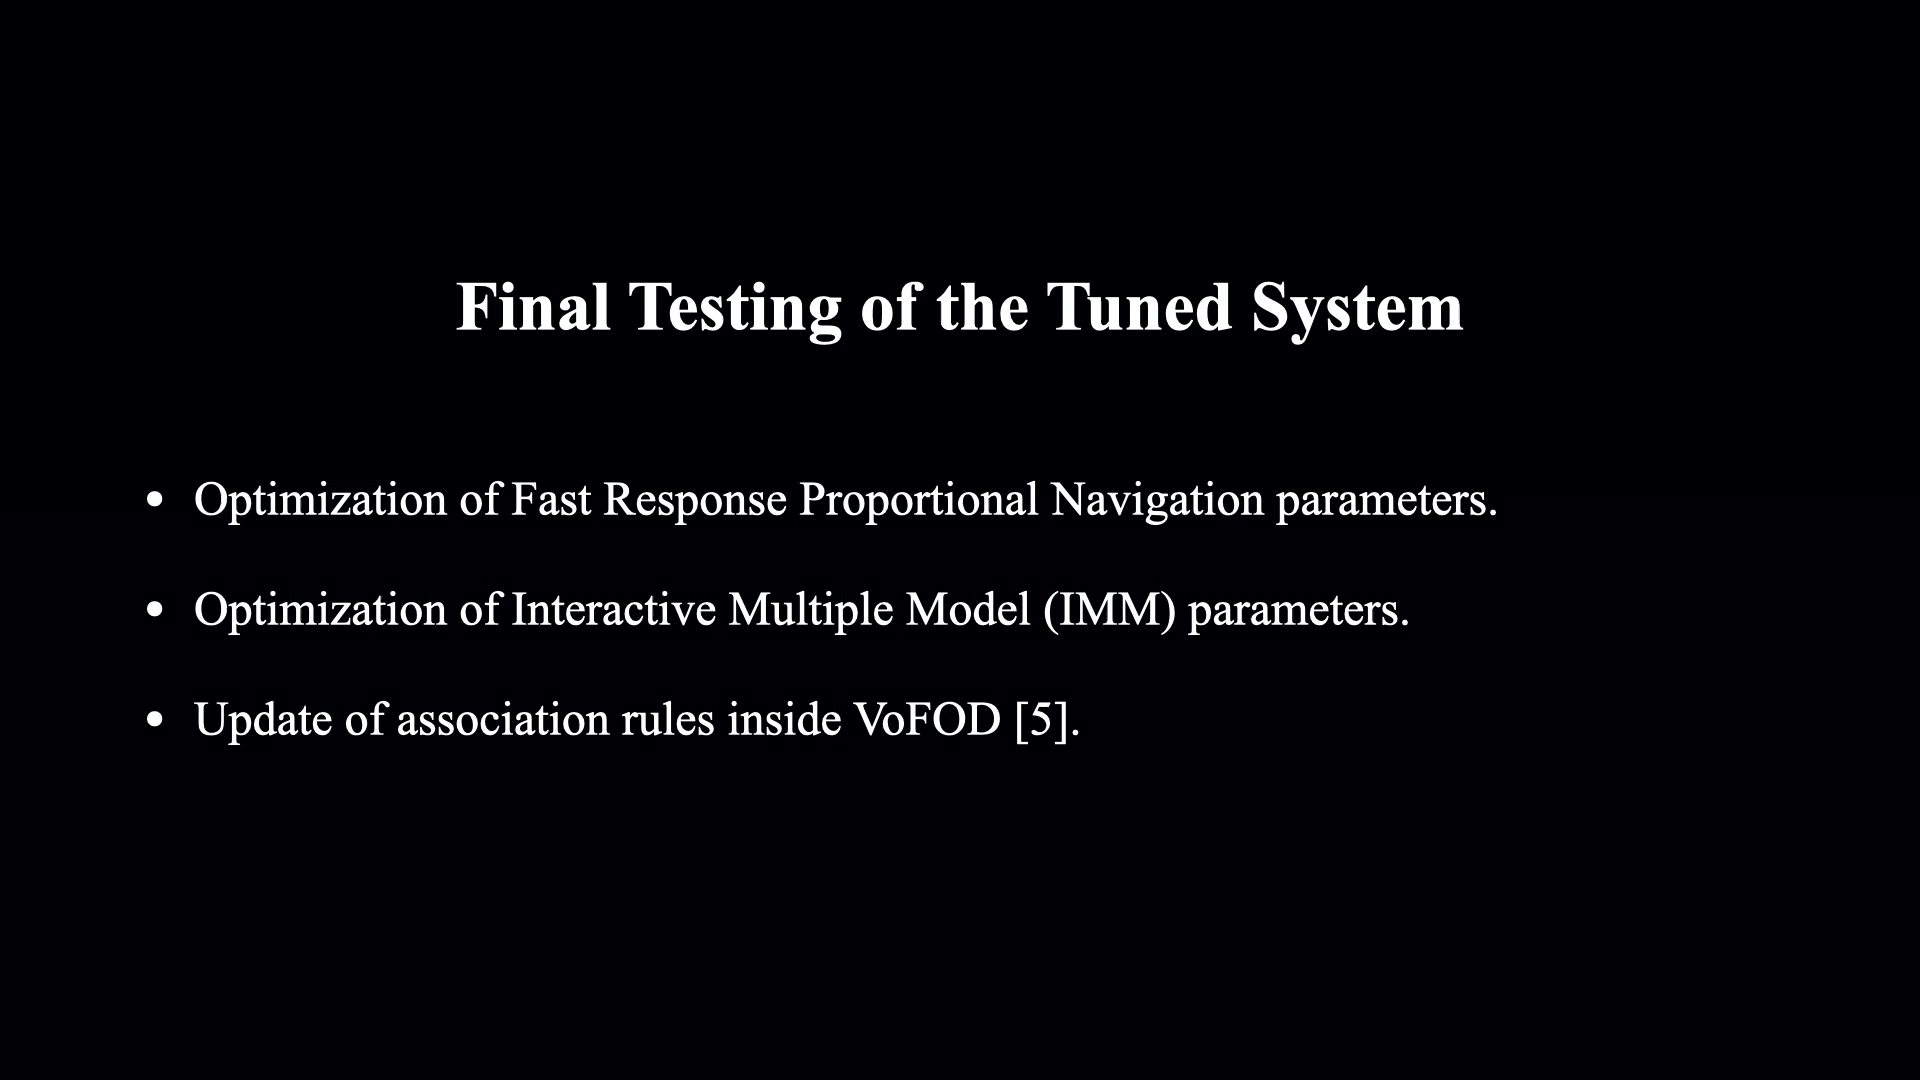 Final Testing of the Tuned System
• Optimization of Fast Response Proportional Navigation parameters.
• Optimization of Interactive Multiple Model (IMM) parameters.
• Update of association rules inside VoFOD [5].